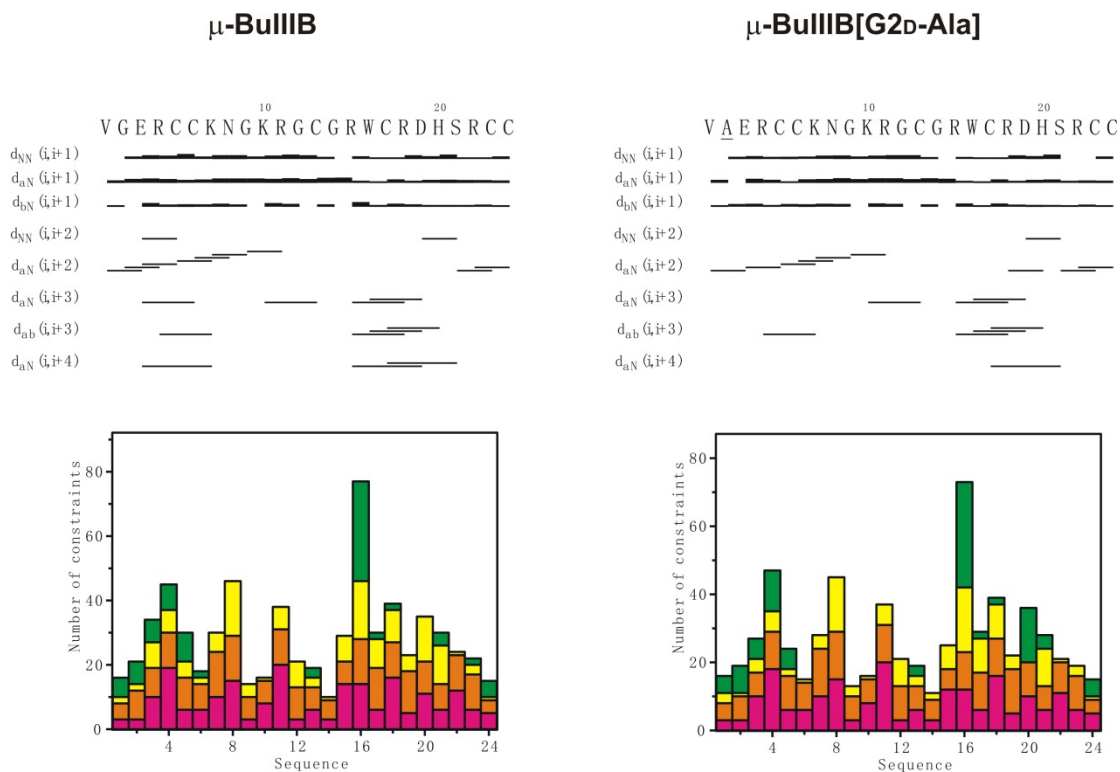 μ-BuIIIB
μ-BuIIIB[G2D-Ala]
10
20
V G E R C C K N G K R G C G R W C R D H S R C C
dNN (i,i+1)
daN (i,i+1)
dbN (i,i+1)
dNN (i,i+2)
daN (i,i+2)
daN (i,i+3)
dab (i,i+3)
daN (i,i+4)
10
20
V A E R C C K N G K R G C G R W C R D H S R C C
dNN (i,i+1)
daN (i,i+1)
dbN (i,i+1)
dNN (i,i+2)
daN (i,i+2)
daN (i,i+3)
dab (i,i+3)
daN (i,i+4)
Number of constraints
80
60
40
20
0
4 8 12 16 20 24
Sequence
Number of constraints
80
60
40
20
0
4 8 12 16 20 24
Sequence